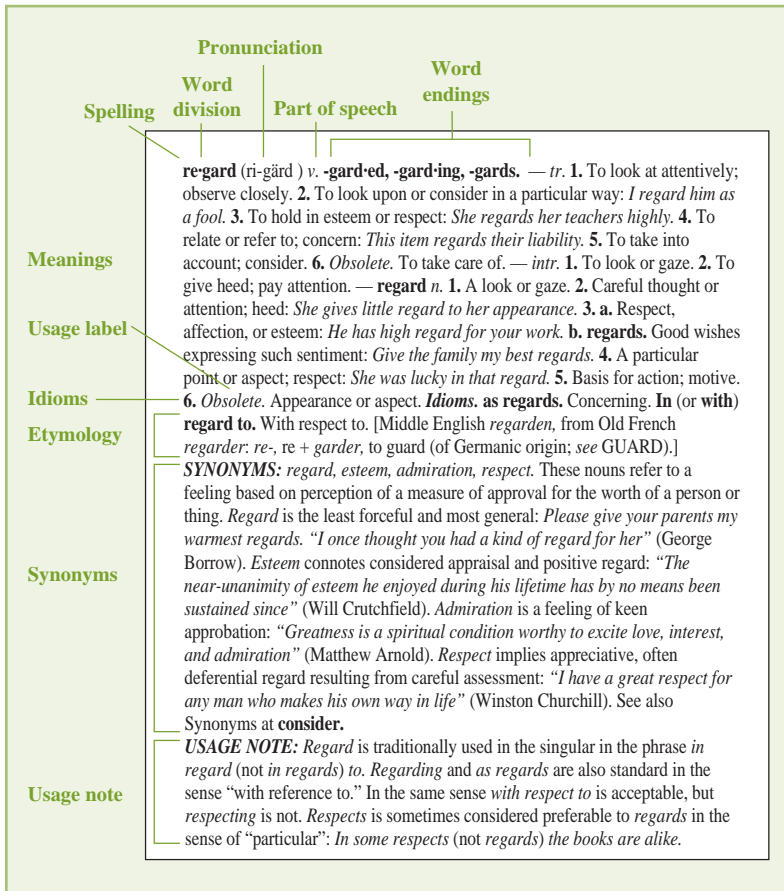 Pronunciation
Word
endings
Word
division
Part of speech
Spelling
re·gard (ri-gärd ) v. -gard·ed, -gard·ing, -gards. — tr. 1. To look at attentively;
observe closely. 2. To look upon or consider in a particular way: I regard him as
a fool. 3. To hold in esteem or respect: She regards her teachers highly. 4. To
relate or refer to; concern: This item regards their liability. 5. To take into
Meanings
account; consider. 6. Obsolete. To take care of. — intr. 1. To look or gaze. 2. To
give heed; pay attention. — regard n. 1. A look or gaze. 2. Careful thought or
attention; heed: She gives little regard to her appearance. 3. a. Respect,
Usage label
affection, or esteem: He has high regard for your work. b. regards. Good wishes
expressing such sentiment: Give the family my best regards. 4. A particular
point or aspect; respect: She was lucky in that regard. 5. Basis for action; motive.
Idioms
6. Obsolete. Appearance or aspect. Idioms. as regards. Concerning. In (or with)
Etymology
regard to. With respect to. [Middle English regarden, from Old French
regarder: re-, re + garder, to guard (of Germanic origin; see GUARD).]
SYNONYMS: regard, esteem, admiration, respect. These nouns refer to a
feeling based on perception of a measure of approval for the worth of a person or
thing. Regard is the least forceful and most general: Please give your parents my
warmest regards. “I once thought you had a kind of regard for her” (George
Synonyms
Borrow). Esteem connotes considered appraisal and positive regard: “The
near-unanimity of esteem he enjoyed during his lifetime has by no means been
sustained since” (Will Crutchfield). Admiration is a feeling of keen
approbation: “Greatness is a spiritual condition worthy to excite love, interest,
and admiration” (Matthew Arnold). Respect implies appreciative, often
deferential regard resulting from careful assessment: “I have a great respect for
any man who makes his own way in life” (Winston Churchill). See also
Synonyms at consider.
USAGE NOTE: Regard is traditionally used in the singular in the phrase in
regard (not in regards) to. Regarding and as regards are also standard in the
Usage note
sense “with reference to.” In the same sense with respect to is acceptable, but
respecting is not. Respects is sometimes considered preferable to regards in the
sense of “particular”: In some respects (not regards) the books are alike.